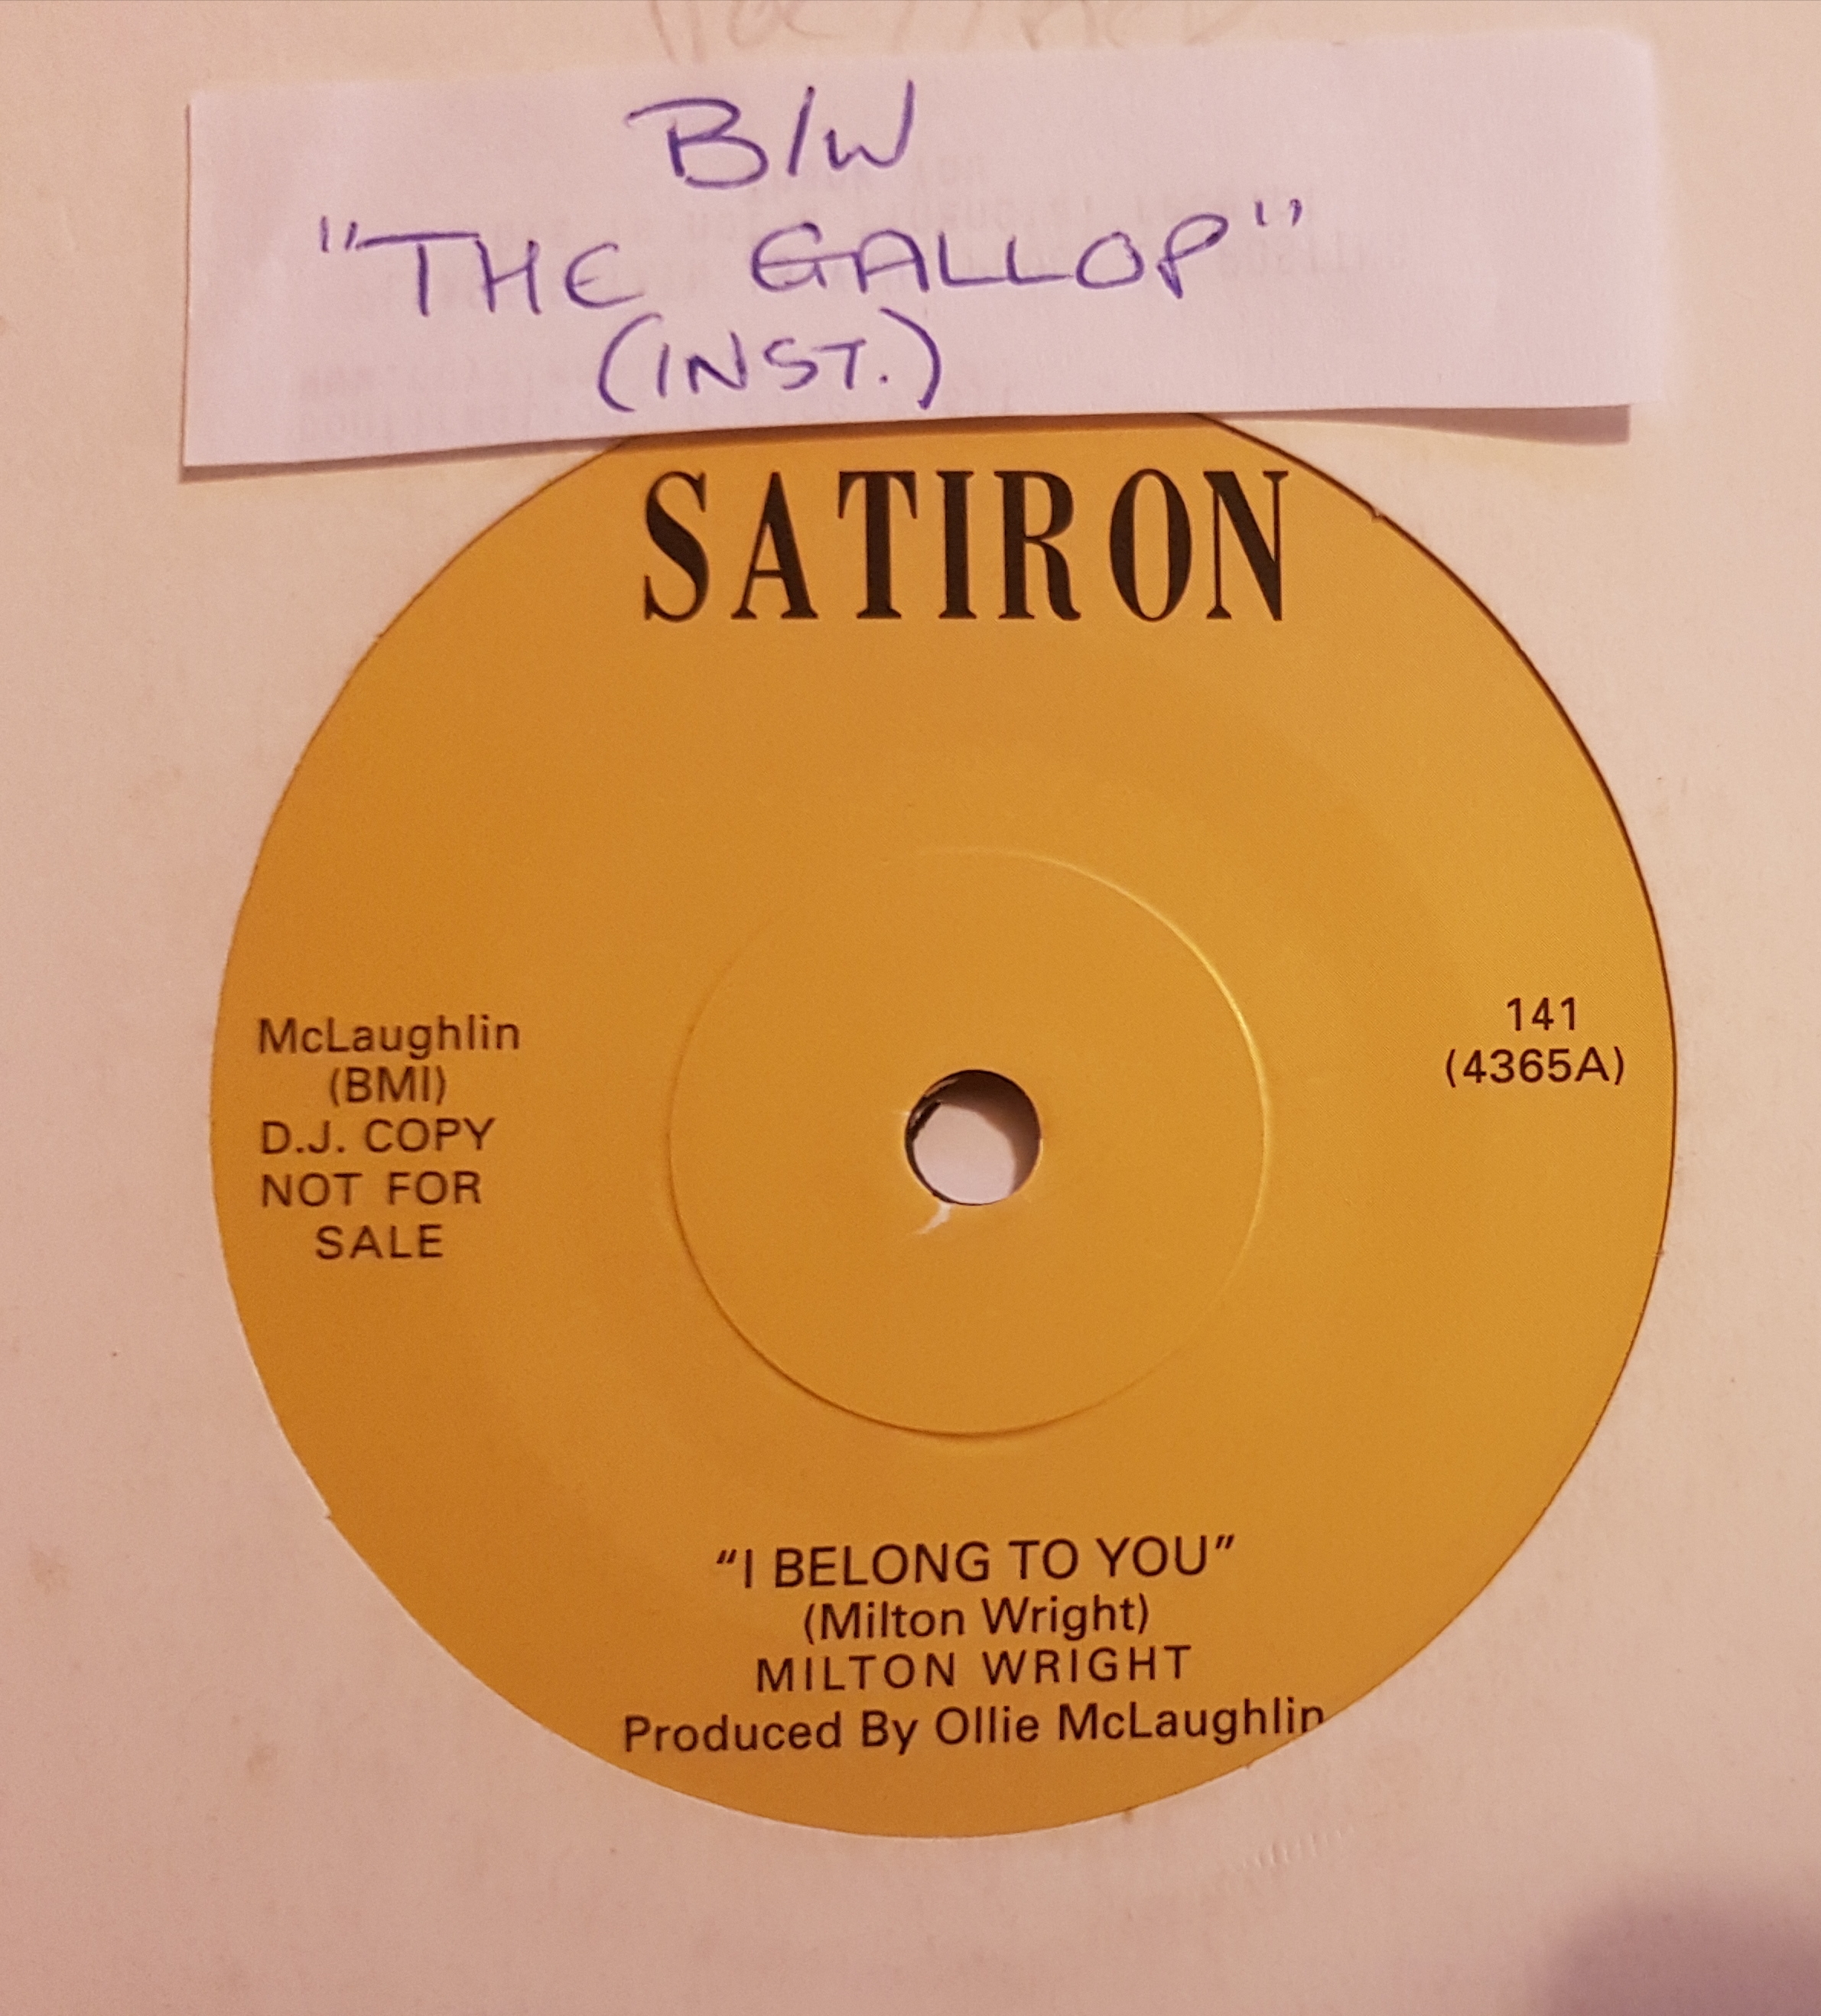 B/W
"THE GALLOP"
(INST.)
SATIRON
McLaughlin
(BMI)
D.J. COPY
NOT FOR
SALE
141
(4365A)
"I BELONG TO YOU"
(Milton Wright)
MILTON WRIGHT
Produced By Ollie McLaughlin